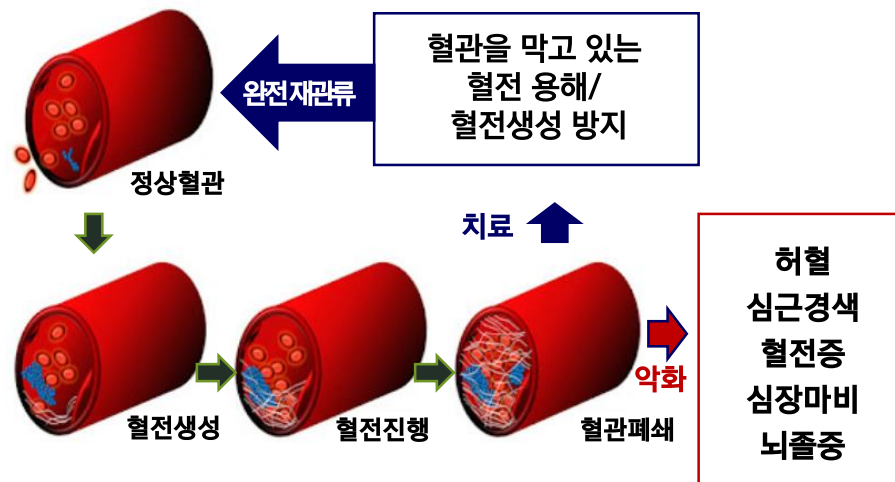 혈관을 막고 있는
혈전 용해/
혈전생성 방지
완전재관류
정상혈관
치료
허혈
심근경색
혈전증
심장마비
뇌졸중
악화
혈전생성
혈전진행
혈관폐쇄